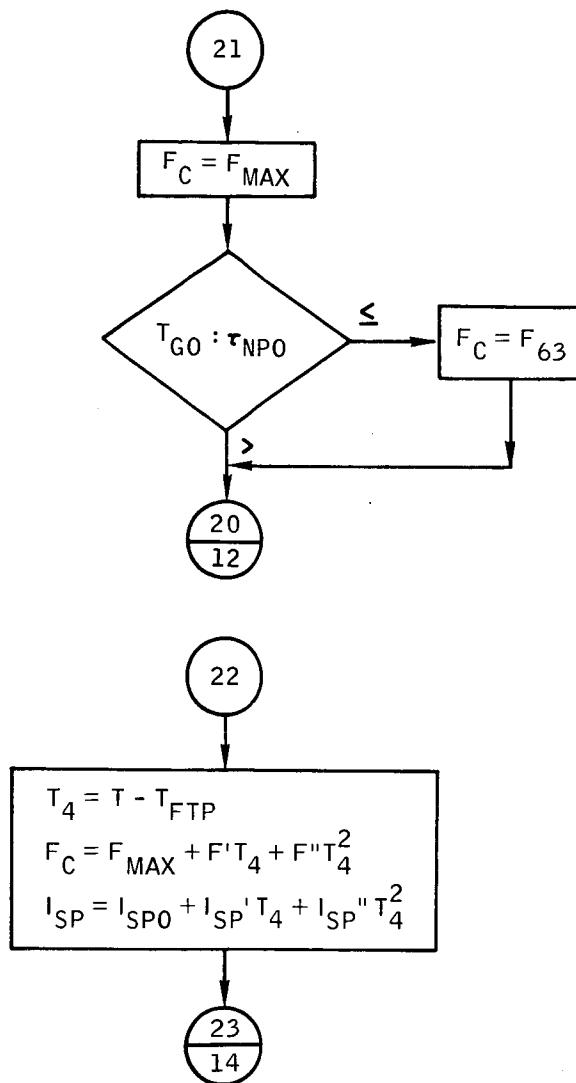 21
F_C = F_MAX
T_GO : τ_NPO
≤
F_C = F_63
>
20
12
22
T_4 = T - T_FTP
F_C = F_MAX + F'T_4 + F"T_4^2
I_SP = I_SPO + I_SP'T_4 + I_SP"T_4^2
23
14